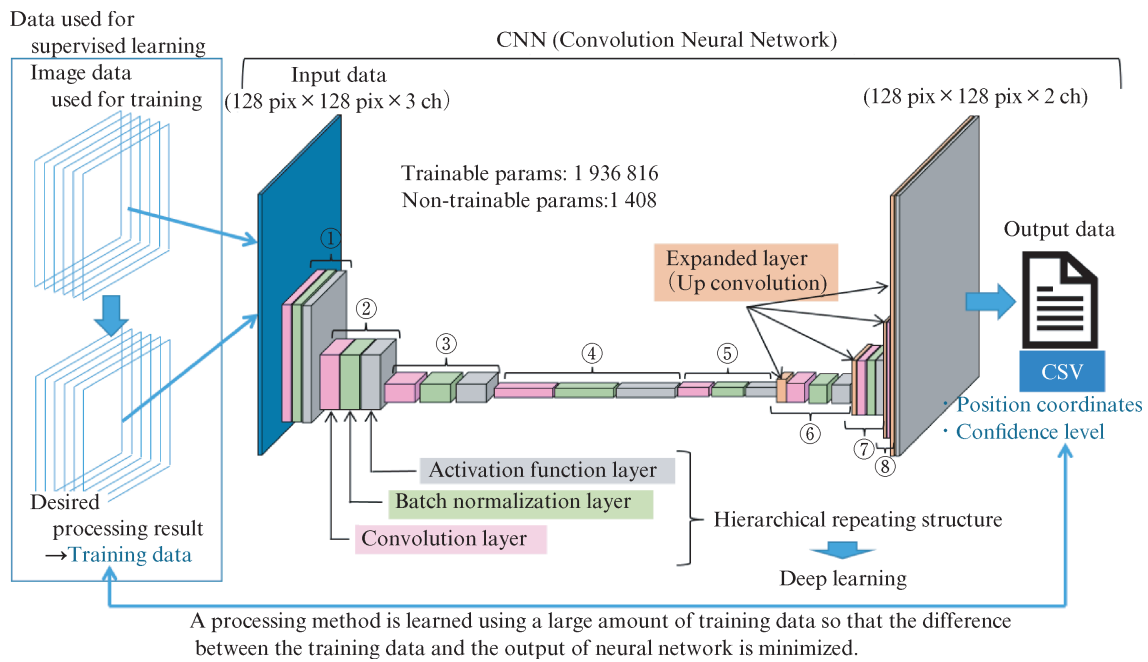 Data used for
supervised learning
Image data
used for training
Desired
processing result
→Training data
CNN (Convolution Neural Network)
Input data
(128 pix×128 pix×3 ch)
(128 pix×128 pix×2 ch)
Trainable params: 1 936 816
Non-trainable params:1 408
①
②
③
④
⑤
⑥
⑦
⑧
Expanded layer
(Up convolution)
Activation function layer
Batch normalization layer
Convolution layer
Hierarchical repeating structure
Deep learning
Output data
CSV
・Position coordinates
・Confidence level
A processing method is learned using a large amount of training data so that the difference
between the training data and the output of neural network is minimized.